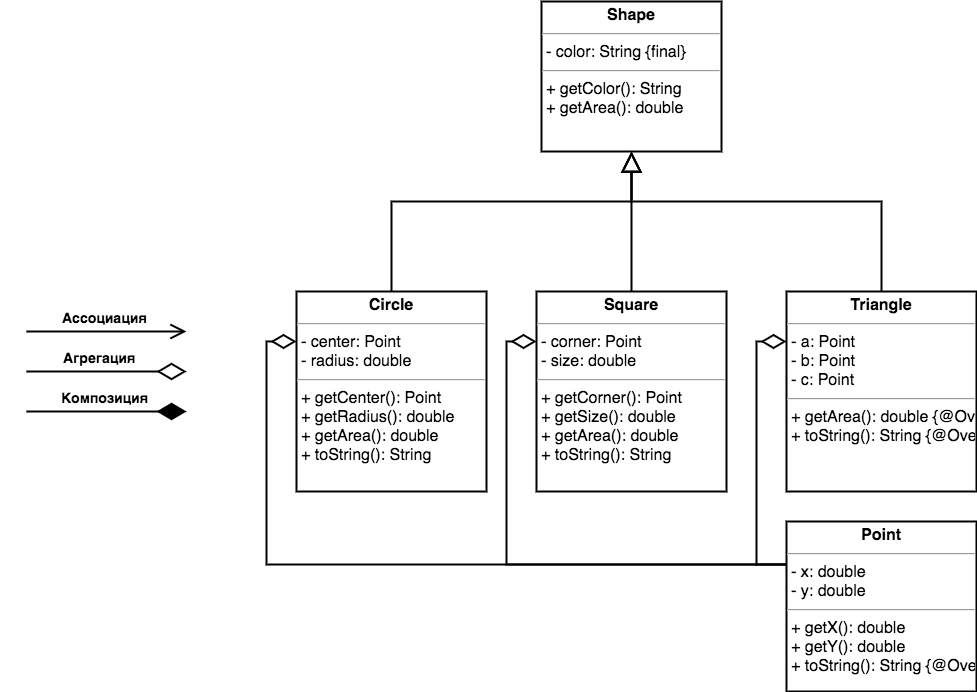 Shape
- color: String {final}
+ getColor(): String
+ getArea(): double
Ассоциация
Агрегация
Композиция
Circle
- center: Point
- radius: double
+ getCenter(): Point
+ getRadius(): double
+ getArea(): double
+ toString(): String
Square
- corner: Point
- size: double
+ getCorner(): Point
+ getSize(): double
+ getArea(): double
+ toString(): String
Triangle
- a: Point
- b: Point
- c: Point
+ getArea(): double {@Ov
+ toString(): String {@Ove
Point
- x: double
- y: double
+ getX(): double
+ getY(): double
+ toString(): String {@Ove